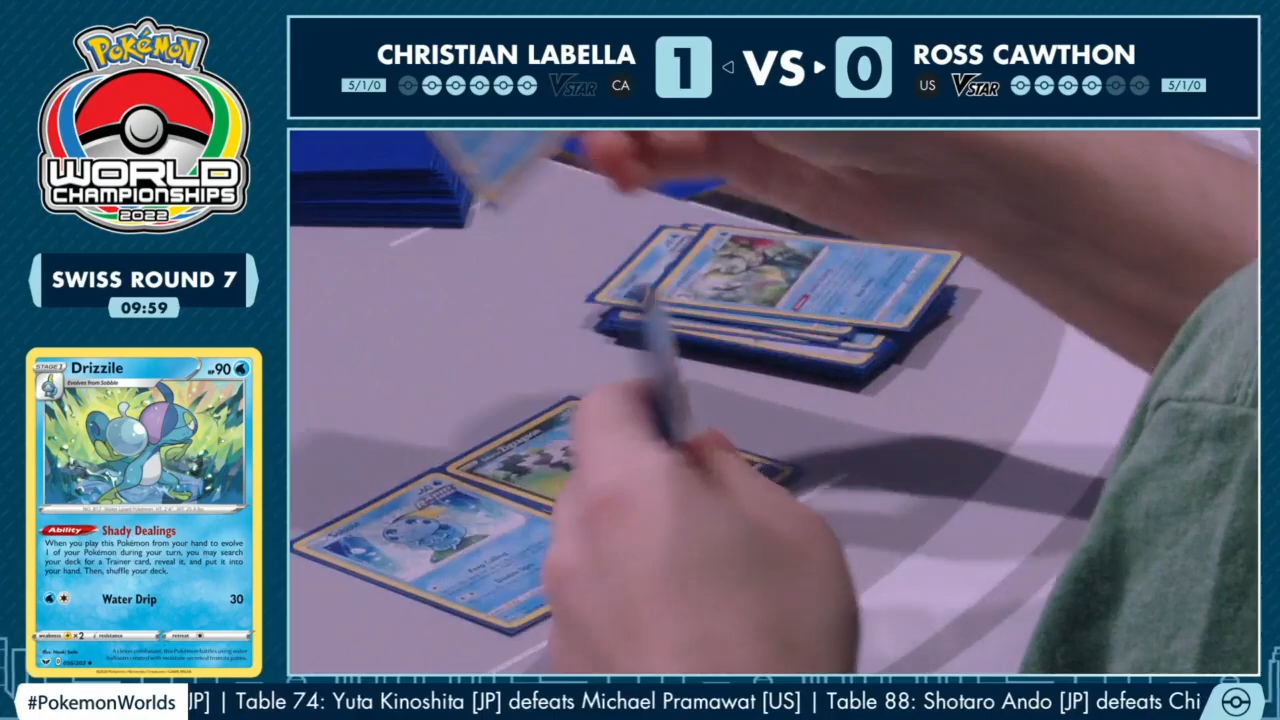 Pokémon
WORLD
CHAMPIONSHIPS
2022
CHRISTIAN LABELLA
1
VS
0
ROSS CAWTHON
5/1/0
VSTAR
CA
US
VSTAR
5/1/0
SWISS ROUND 7
09:59
STAGE 1
Drizzile
HP90
Evolves from Sobble
Ability
Shady Dealings
When you play this Pokémon from your hand to evolve
1 of your Pokémon during your turn, you may search
your deck for a Trainer card, reveal it, and put it into
your hand. Then, shuffle your deck.
Water Drip
30
weakness
x2
resistance
retreat
#PokemonWorlds
JP] | Table 74: Yuta Kinoshita [JP] defeats Michael Pramawat [US] | Table 88: Shotaro Ando [JP] defeats Chi